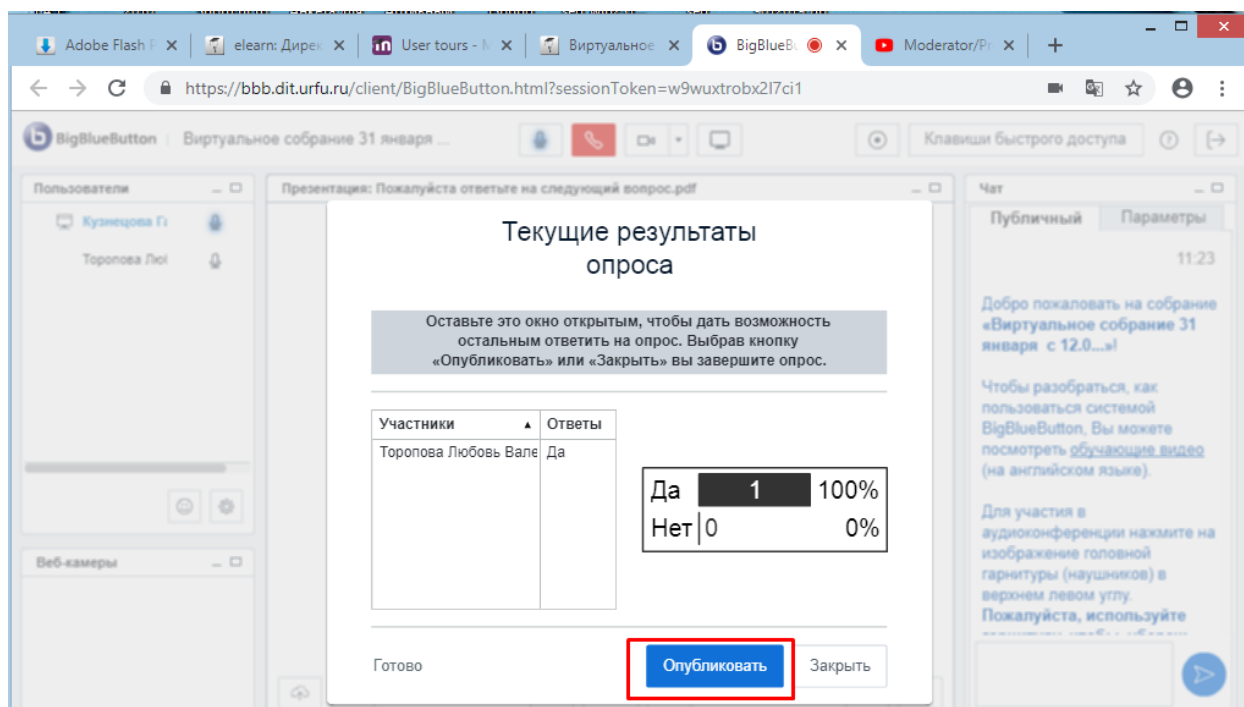 Adobe Flash P
elearn: Дирек
User tours - M
Виртуальное
BigBlueBu
Moderator/Pr
https://bbb.dit.urfu.ru/client/BigBlueButton.html?sessionToken=w9wuxtrobx2l7ci1
BigBlueButton
Виртуальное собрание 31 января ...
Клавиши быстрого доступа
Пользователи
Кузнецова Га
Торопова Люб
Веб-камеры
Презентация: Пожалуйста ответьте на следующий вопрос.pdf
Текущие результаты
опроса
Оставьте это окно открытым, чтобы дать возможность
остальным ответить на опрос. Выбрав кнопку
«Опубликовать» или «Закрыть» вы завершите опрос.
Участники Ответы
Торопова Любовь Вале Да
Да 1 100%
Нет 0 0%
Готово
Опубликовать
Закрыть
Чат
Публичный Параметры
11:23
Добро пожаловать на собрание
«Виртуальное собрание 31
января с 12.0...»!
Чтобы разобраться, как
пользоваться системой
BigBlueButton, Вы можете
посмотреть обучающие видео
(на английском языке).
Для участия в
аудиоконференции нажмите на
изображение головной
гарнитуры (наушников) в
верхнем левом углу.
Пожалуйста, используйте